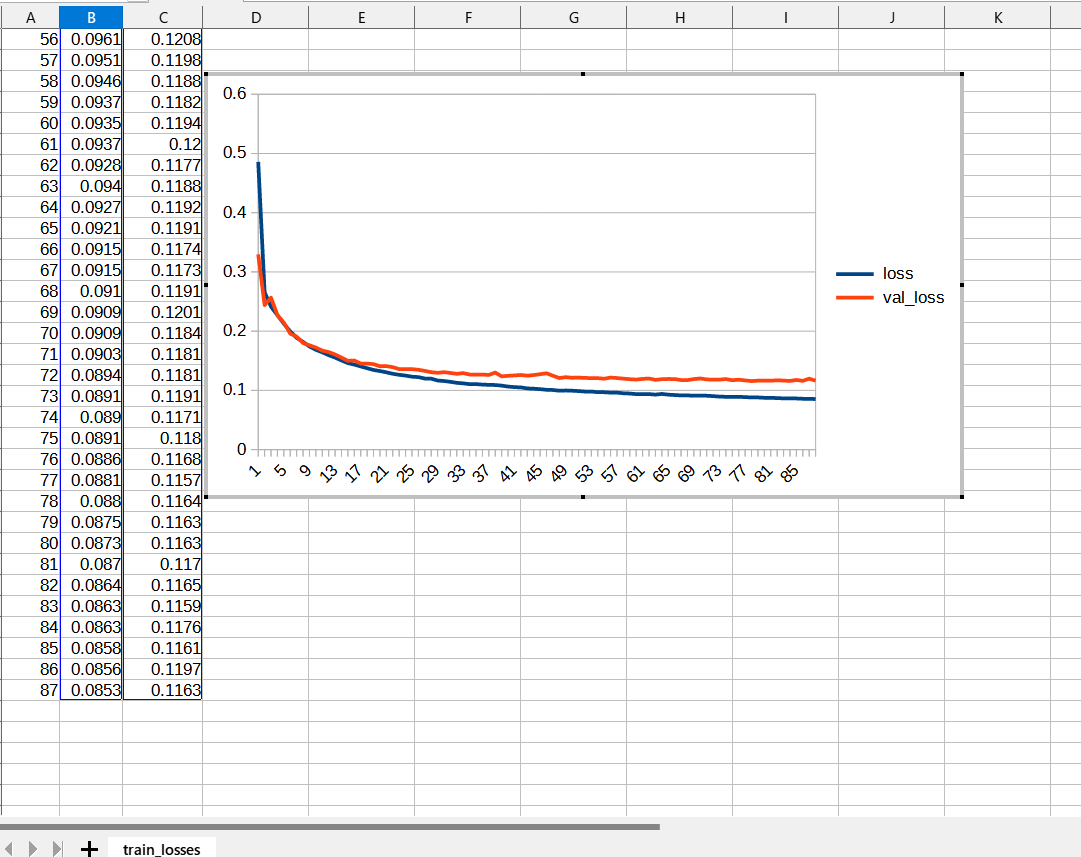 A B C D E F G H I J K
56 0.0961 0.1208
57 0.0951 0.1198
58 0.0946 0.1188
59 0.0937 0.1182
60 0.0935 0.1194
61 0.0937 0.12
62 0.0928 0.1177
63 0.094 0.1188
64 0.0927 0.1192
65 0.0921 0.1191
66 0.0915 0.1174
67 0.0915 0.1173
68 0.091 0.1191
69 0.0909 0.1201
70 0.0909 0.1184
71 0.0903 0.1181
72 0.0894 0.1181
73 0.0891 0.1191
74 0.089 0.1171
75 0.0891 0.118
76 0.0886 0.1168
77 0.0881 0.1157
78 0.088 0.1164
79 0.0875 0.1163
80 0.0873 0.1163
81 0.087 0.117
82 0.0864 0.1165
83 0.0863 0.1159
84 0.0863 0.1176
85 0.0858 0.1161
86 0.0856 0.1197
87 0.0853 0.1163
0.6
0.5
0.4
0.3
0.2
0.1
0
1 5 9 13 17 21 25 29 33 37 41 45 49 53 57 61 65 69 73 77 81 85
loss
val_loss
train_losses